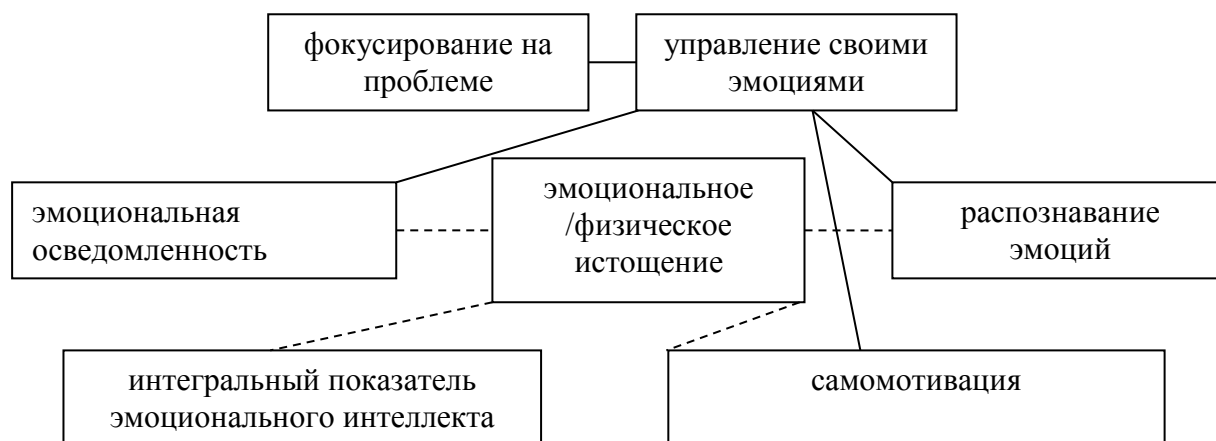 фокусирование на
проблеме
управление своими
эмоциями
эмоциональная
осведомленность
эмоциональное
/физическое
истощение
распознавание
эмоций
интегральный показатель
эмоционального интеллекта
самомотивация